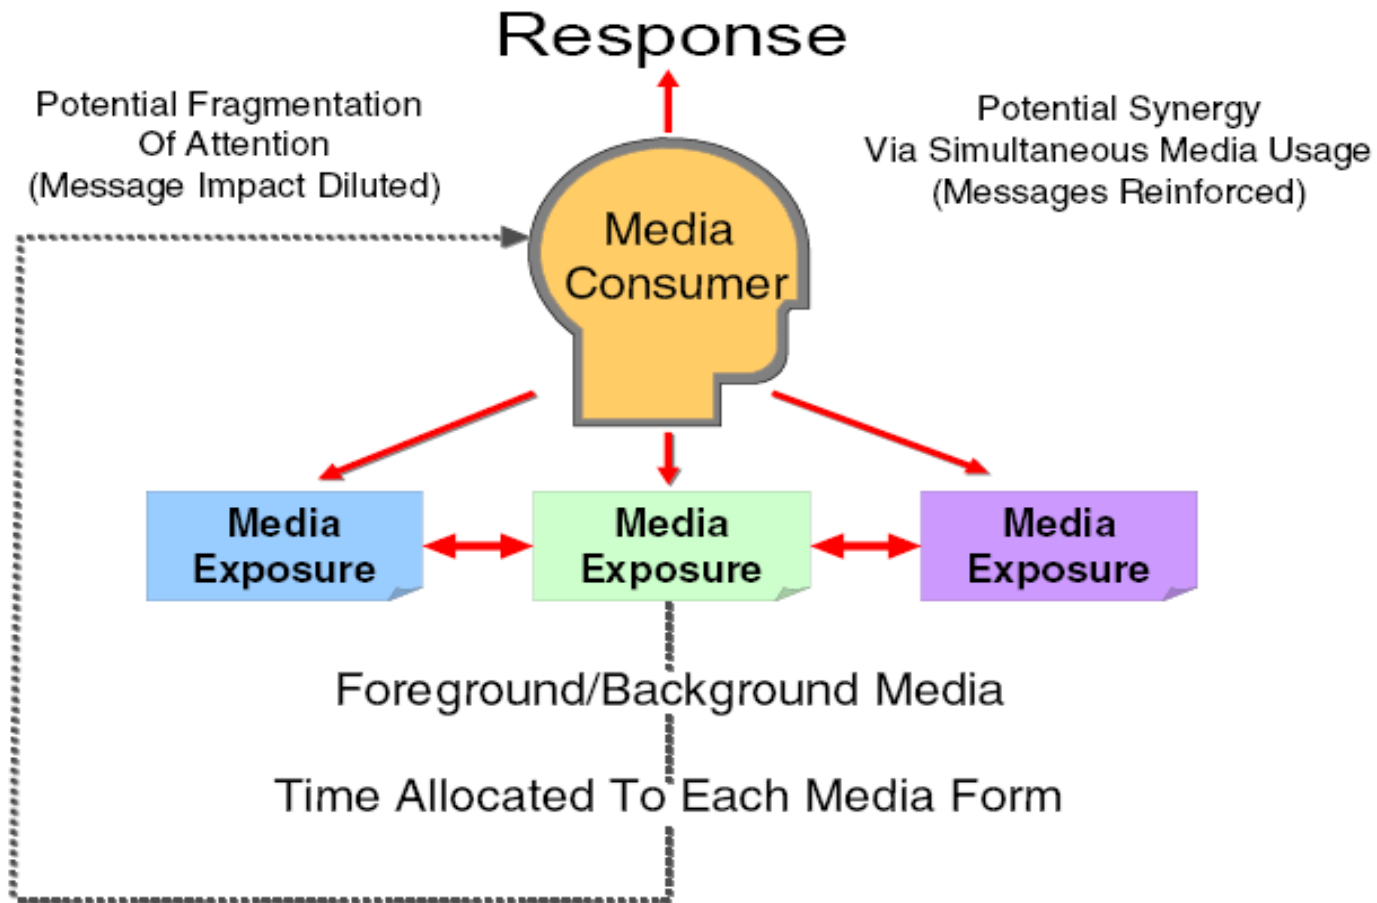 Response
Potential Fragmentation
Of Attention
(Message Impact Diluted)
Potential Synergy
Via Simultaneous Media Usage
(Messages Reinforced)
Media
Consumer
Media
Exposure
Media
Exposure
Media
Exposure
Foreground/Background Media
Time Allocated To Each Media Form